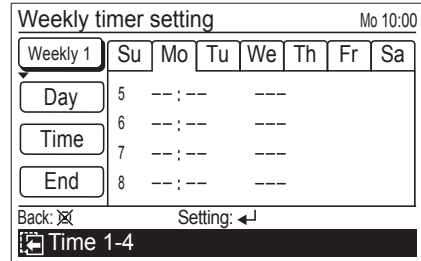 Weekly timer setting Mo 10:00
Weekly 1 Su Mo Tu We Th Fr Sa
Day 5 --:-- ---
6 --:-- ---
Time 7 --:-- ---
End 8 --:-- ---
Back: Setting:
Time 1-4